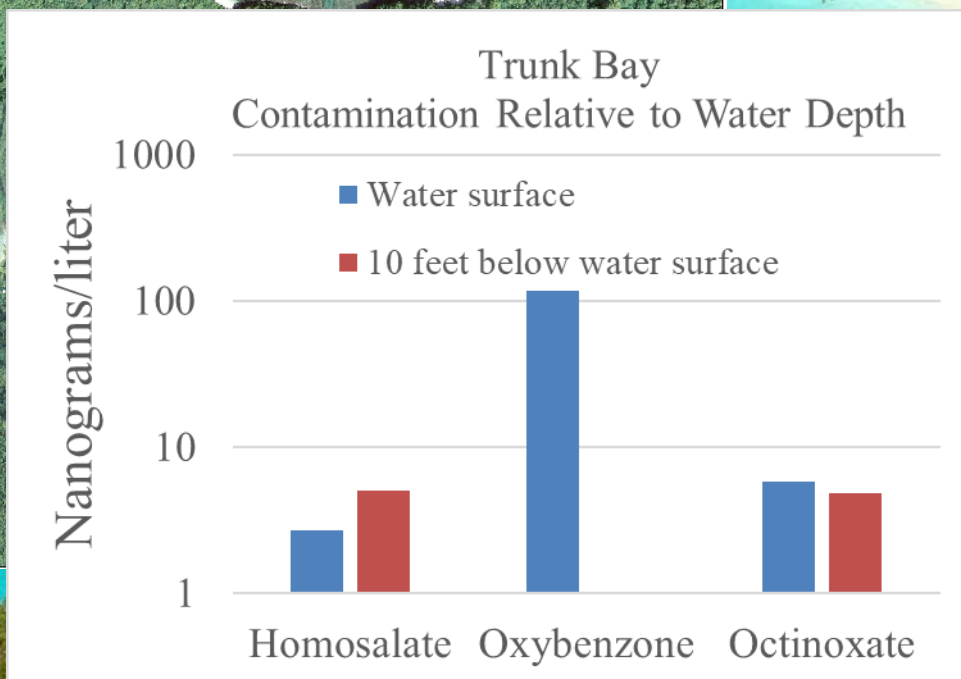 Trunk Bay
Contamination Relative to Water Depth
1000
Water surface
10 feet below water surface
100
10
1
Nanograms/liter
Homosalate Oxybenzone Octinoxate